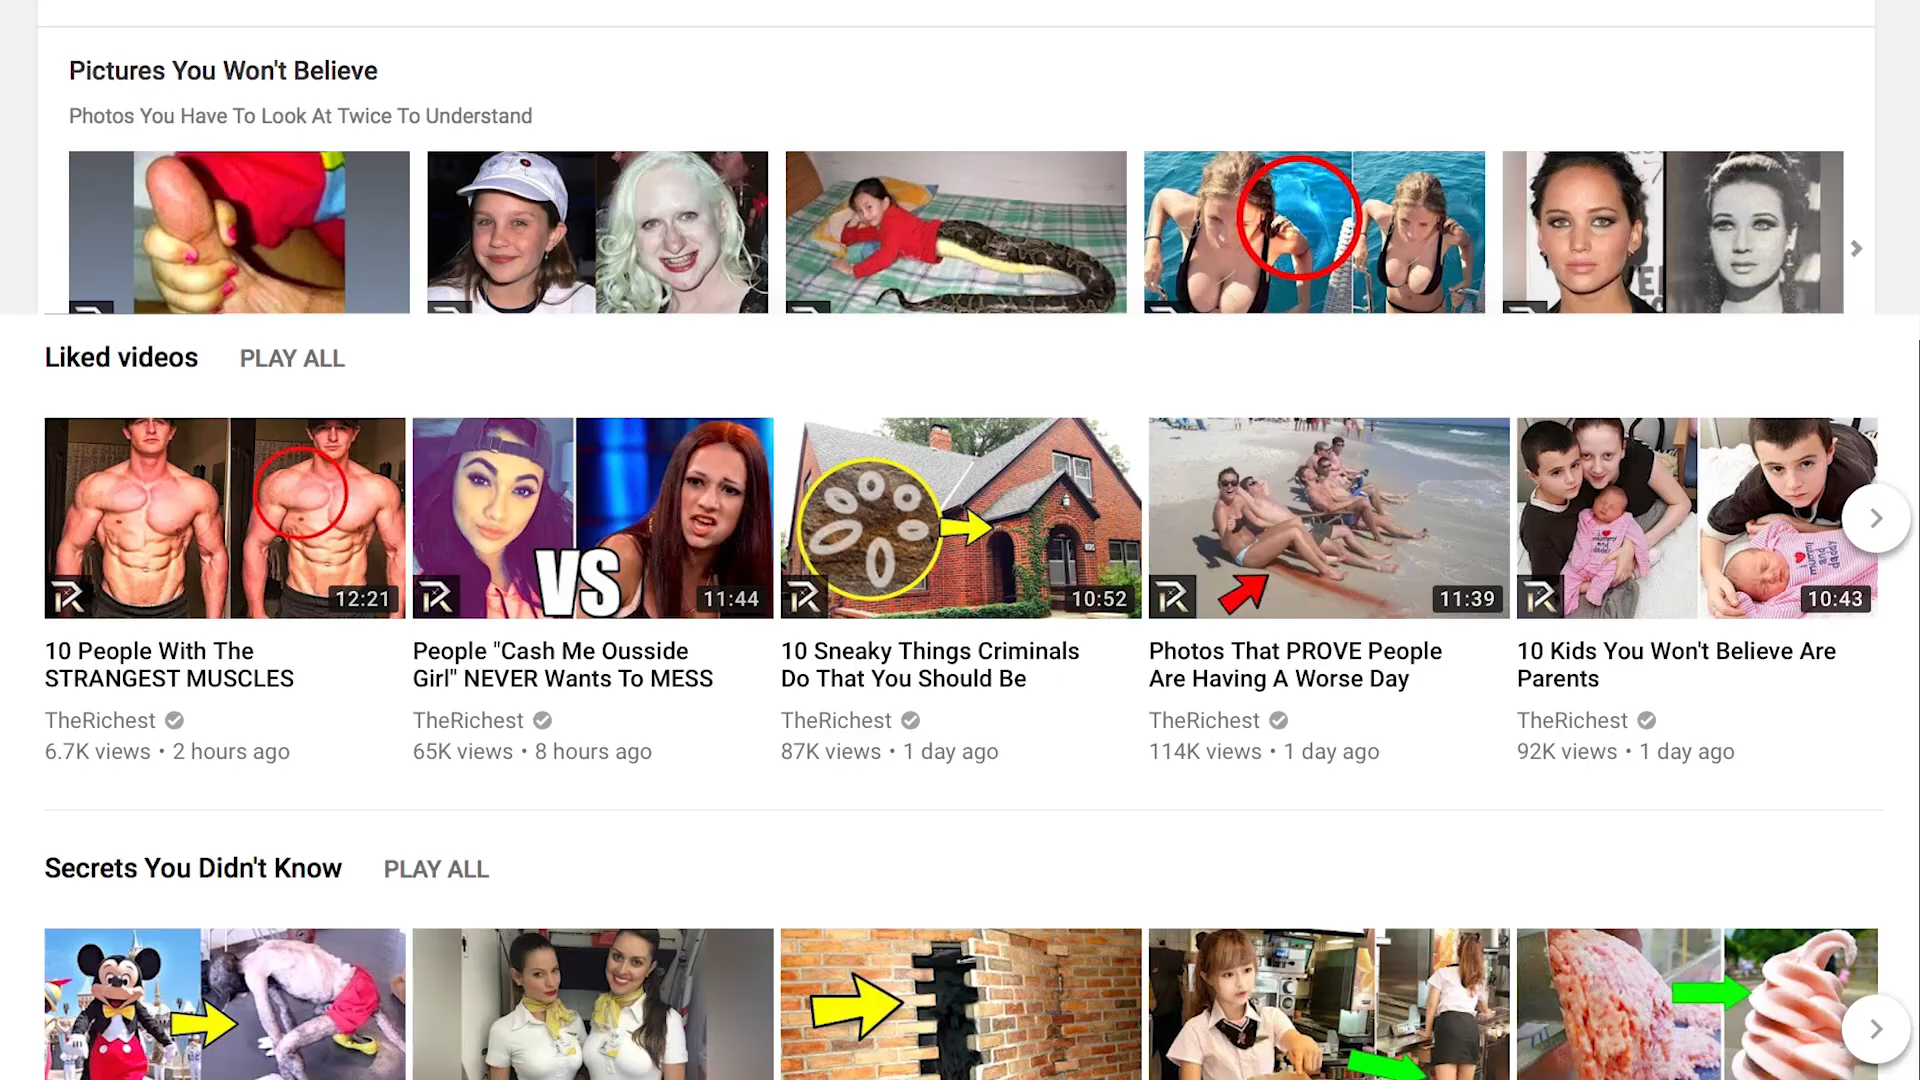 Pictures You Won't Believe
Photos You Have To Look At Twice To Understand
Liked videos PLAY ALL
12:21
VS
11:44
10:52
11:39
10:43
10 People With The
STRANGEST MUSCLES
TheRichest
6.7K views • 2 hours ago
People "Cash Me Ousside
Girl" NEVER Wants To MESS
TheRichest
65K views • 8 hours ago
10 Sneaky Things Criminals
Do That You Should Be
TheRichest
87K views • 1 day ago
Photos That PROVE People
Are Having A Worse Day
TheRichest
114K views • 1 day ago
10 Kids You Won't Believe Are
Parents
TheRichest
92K views • 1 day ago
Secrets You Didn't Know PLAY ALL